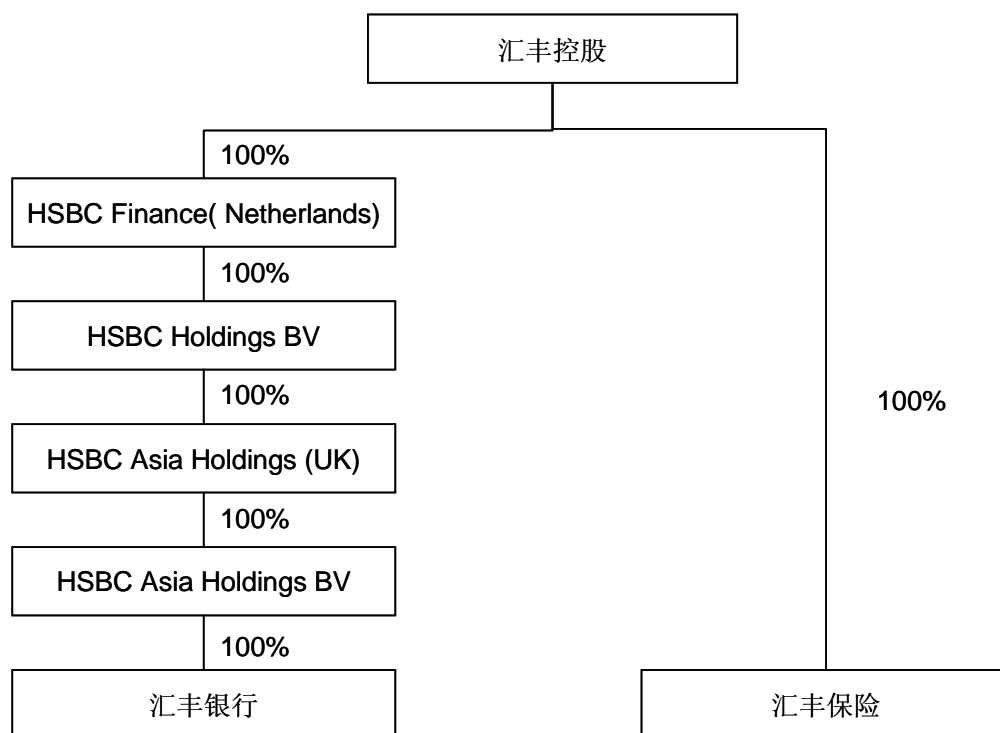 汇丰控股
100%
HSBC Finance( Netherlands)
100%
HSBC Holdings BV
100%
100%
HSBC Asia Holdings (UK)
100%
HSBC Asia Holdings BV
100%
汇丰银行
汇丰保险